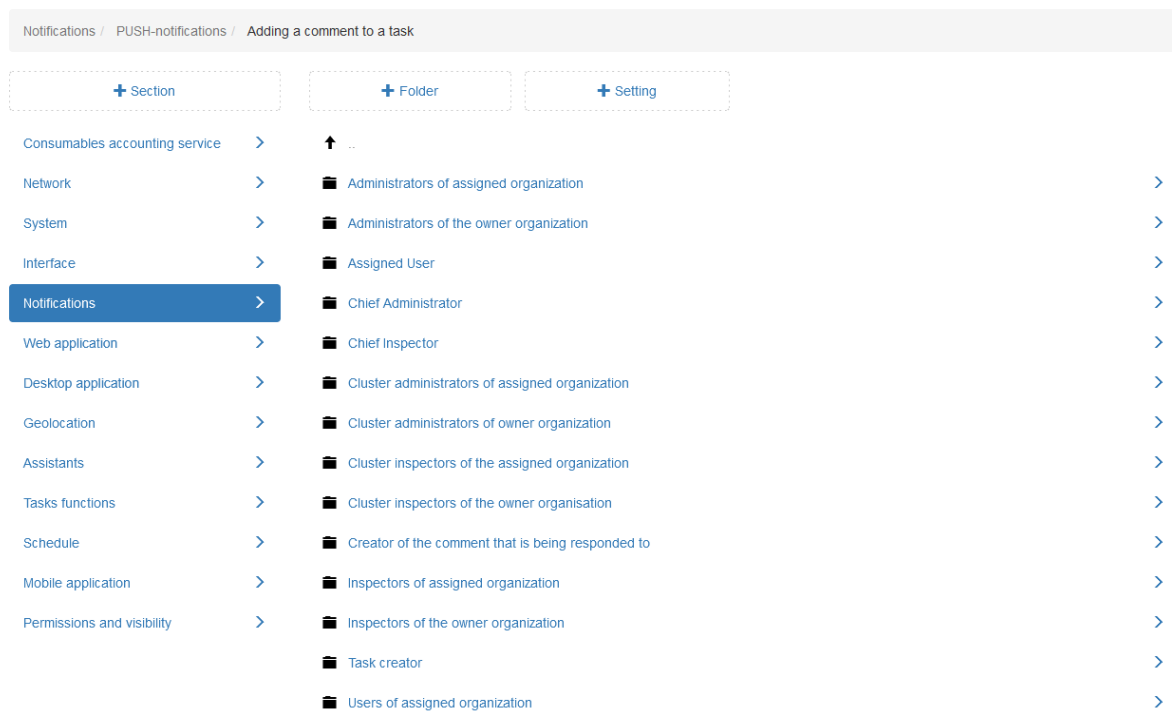 Notifications / PUSH-notifications / Adding a comment to a task
+ Section
+ Folder
+ Setting
Consumables accounting service
Network
System
Interface
Notifications
Web application
Desktop application
Geolocation
Assistants
Tasks functions
Schedule
Mobile application
Permissions and visibility
..
Administrators of assigned organization
Administrators of the owner organization
Assigned User
Chief Administrator
Chief Inspector
Cluster administrators of assigned organization
Cluster administrators of owner organization
Cluster inspectors of the assigned organization
Cluster inspectors of the owner organisation
Creator of the comment that is being responded to
Inspectors of assigned organization
Inspectors of the owner organization
Task creator
Users of assigned organization